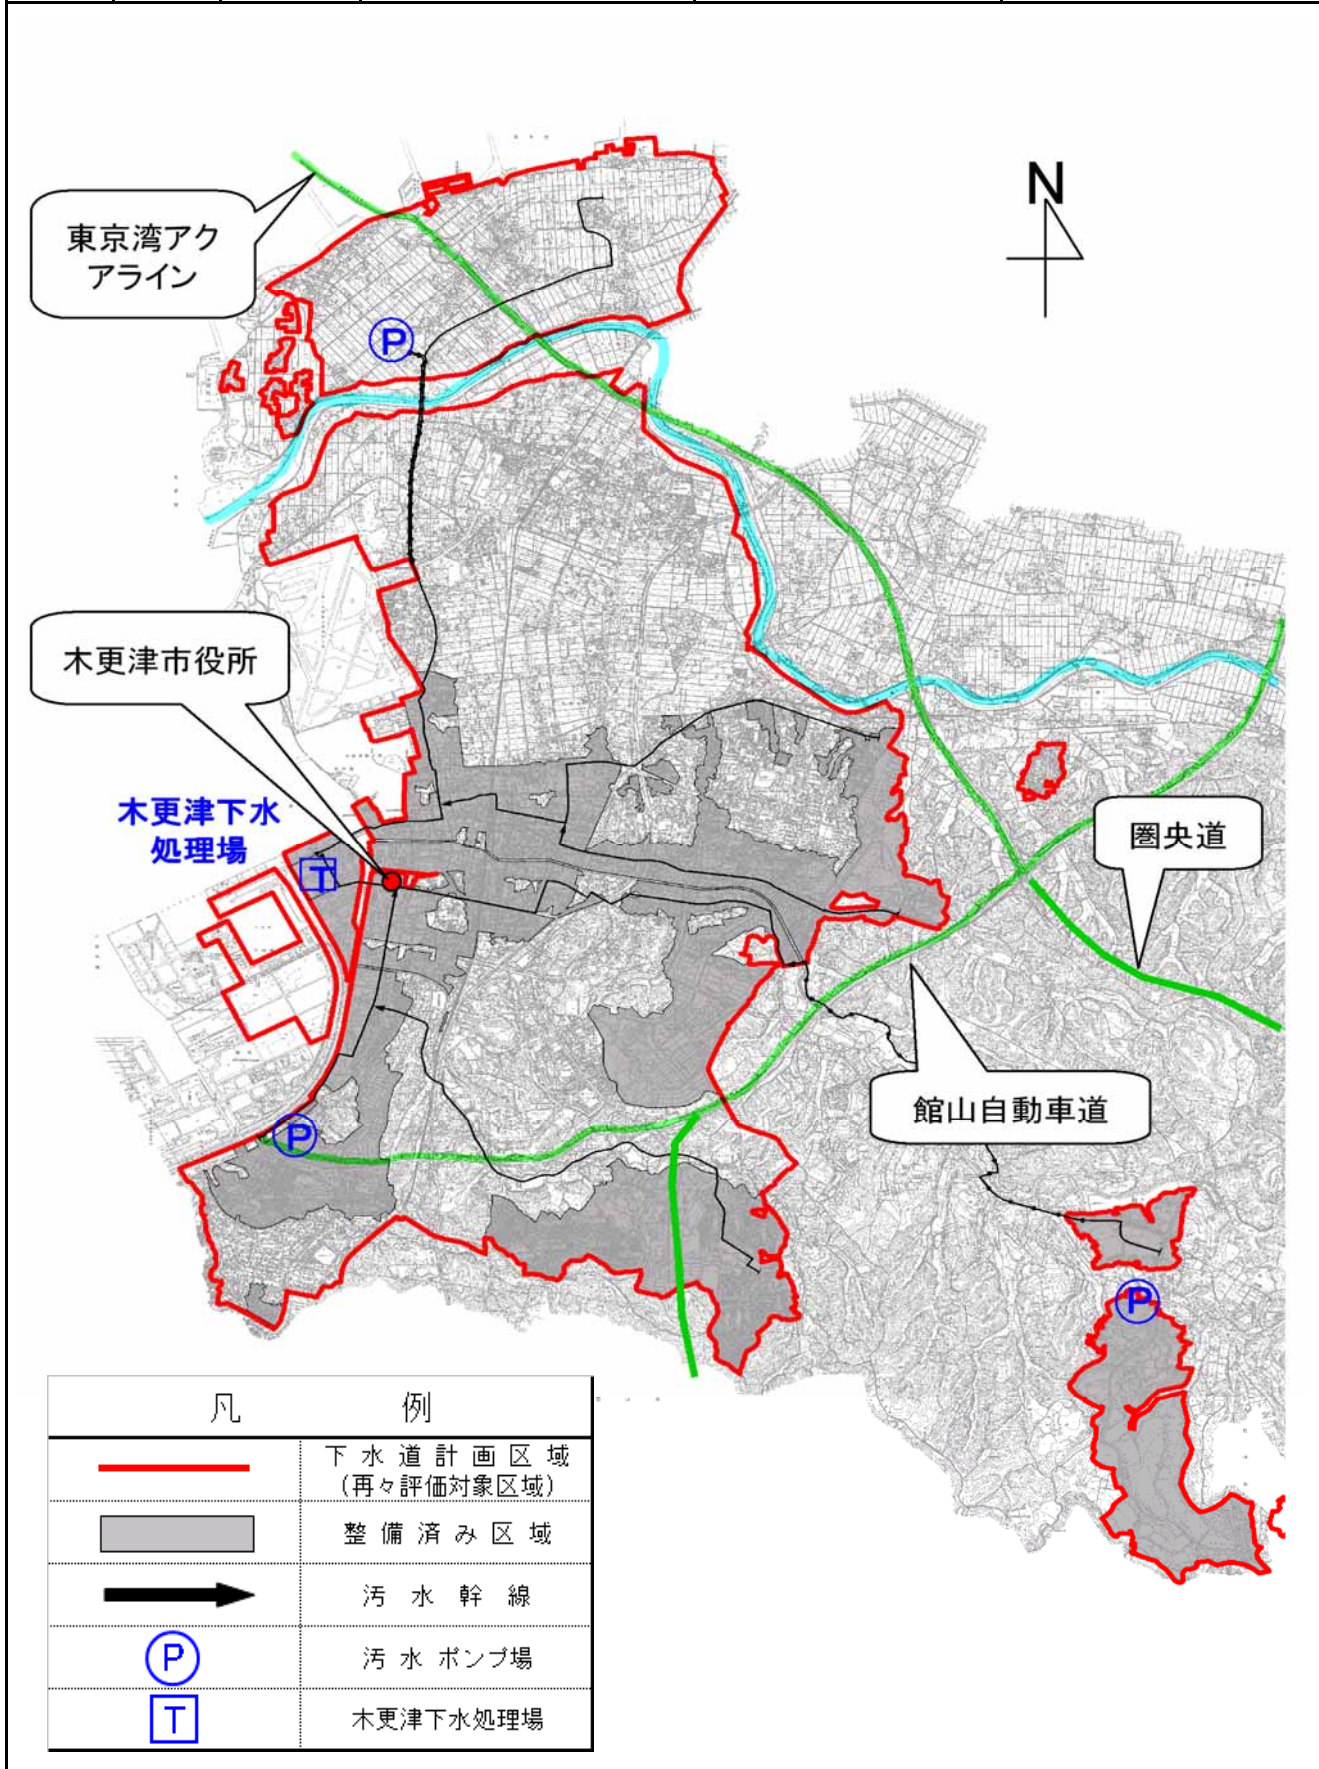 N
東京湾アク
アライン
P
木更津市役所
木更津下水
処理場
T
圏央道
館山自動車道
P
P
凡 例
下水道計画区域
(再々評価対象区域)
整備済み区域
汚水幹線
P
汚水ポンプ場
T
木更津下水処理場